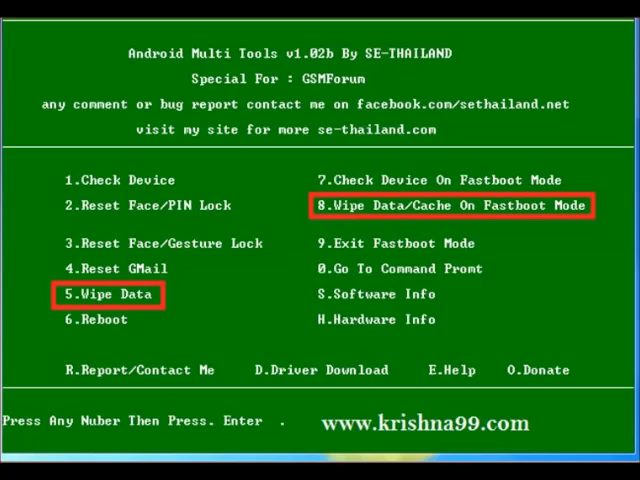 Android Multi Tools v1.02b By SE-THAILAND
Special For : GSMForum
any comment or bug report contact me on facebook.com/sethailand.net
visit my site for more se-thailand.com
1.Check Device 7.Check Device On Fastboot Mode
2.Reset Face/PIN Lock 8.Wipe Data/Cache On Fastboot Mode
3.Reset Face/Gesture Lock 9.Exit Fastboot Mode
4.Reset GMail 0.Go To Command Promt
5.Wipe Data S.Software Info
6.Reboot H.Hardware Info
R.Report/Contact Me D.Driver Download E.Help O.Donate
Press Any Nuber Then Press. Enter .
www.krishna99.com